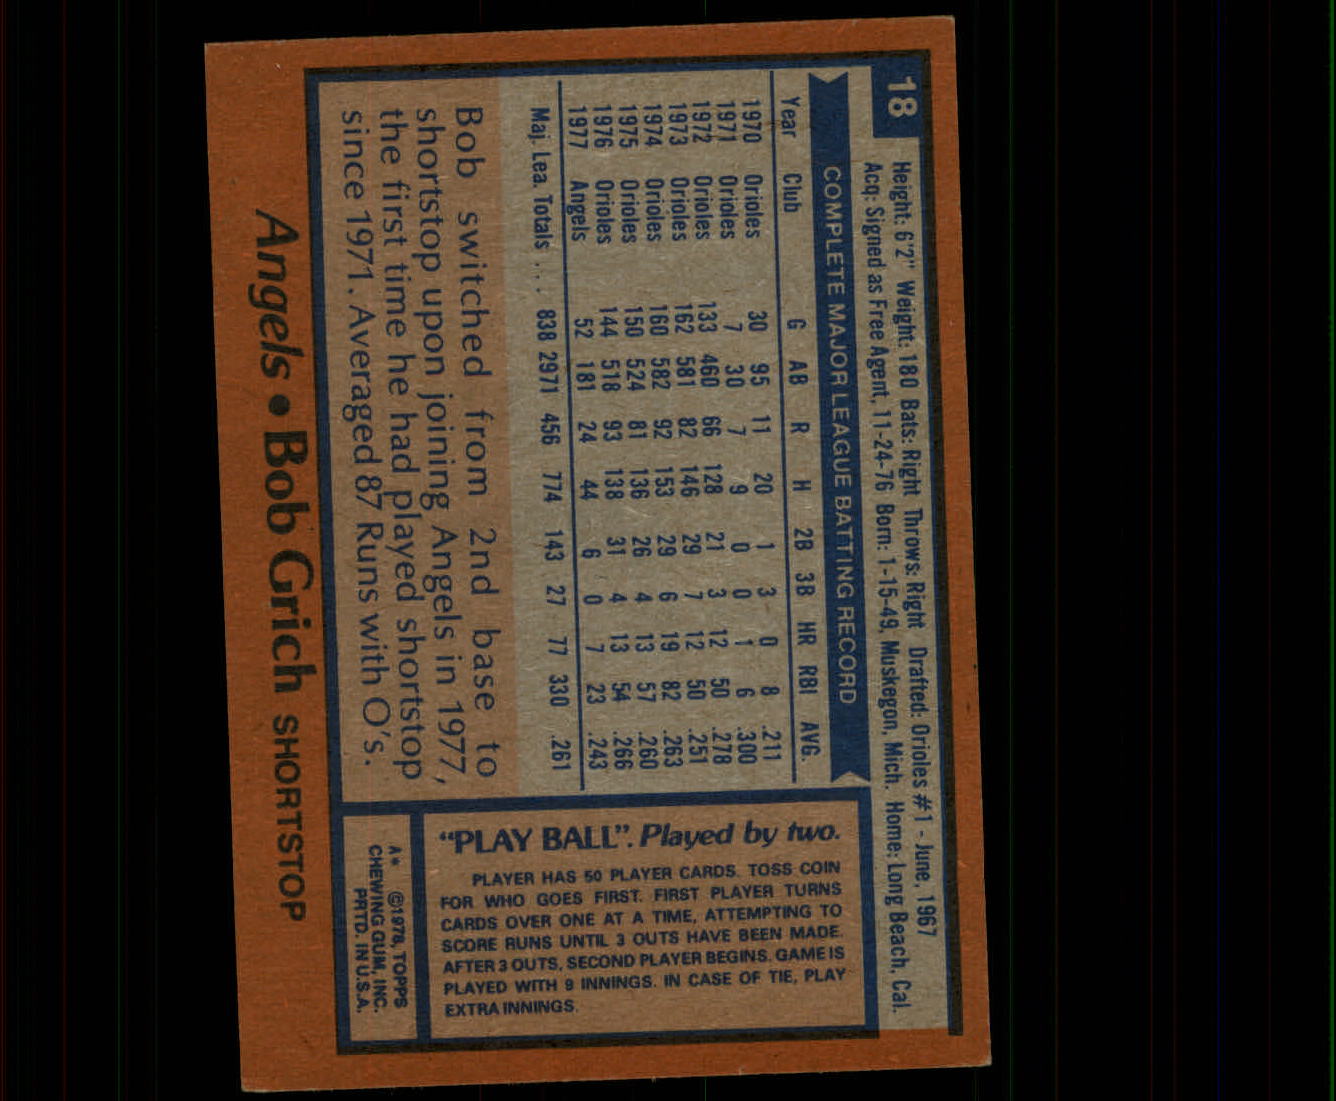 18
Height: 6'2" Weight: 180 Bats: Right Throws: Right Drafted: Orioles #1 - June, 1967
Acq: Signed as Free Agent, 11-24-76 Born: 1-15-49, Muskegon, Mich. Home: Long Beach, Cal.
COMPLETE MAJOR LEAGUE BATTING RECORD
Year Club G AB R H 2B 3B HR RBI AVG.
1970 Orioles 30 95 11 20 1 3 0 8 .211
1971 Orioles 7 30 7 9 0 0 1 6 .300
1972 Orioles 133 460 66 128 21 3 12 50 .278
1973 Orioles 162 581 82 146 29 7 12 50 .251
1974 Orioles 160 582 92 153 29 6 19 82 .263
1975 Orioles 150 524 81 136 26 4 13 57 .260
1976 Orioles 144 518 93 138 31 4 13 54 .266
1977 Angels 52 181 24 44 6 0 7 23 .243
Maj. Lea. Totals ... 838 2971 456 774 143 27 77 330 .261
Bob switched from 2nd base to
shortstop upon joining Angels in 1977,
the first time he had played shortstop
since 1971. Averaged 87 Runs with O's.
Angels • Bob Grich SHORTSTOP
"PLAY BALL". Played by two.
PLAYER HAS 50 PLAYER CARDS. TOSS COIN
FOR WHO GOES FIRST. FIRST PLAYER TURNS
CARDS OVER ONE AT A TIME, ATTEMPTING TO
SCORE RUNS UNTIL 3 OUTS HAVE BEEN MADE.
AFTER 3 OUTS, SECOND PLAYER BEGINS. GAME IS
PLAYED WITH 9 INNINGS. IN CASE OF TIE, PLAY
EXTRA INNINGS.
A* ©1978, TOPPS
CHEWING GUM, INC.
PRTD. IN U.S.A.